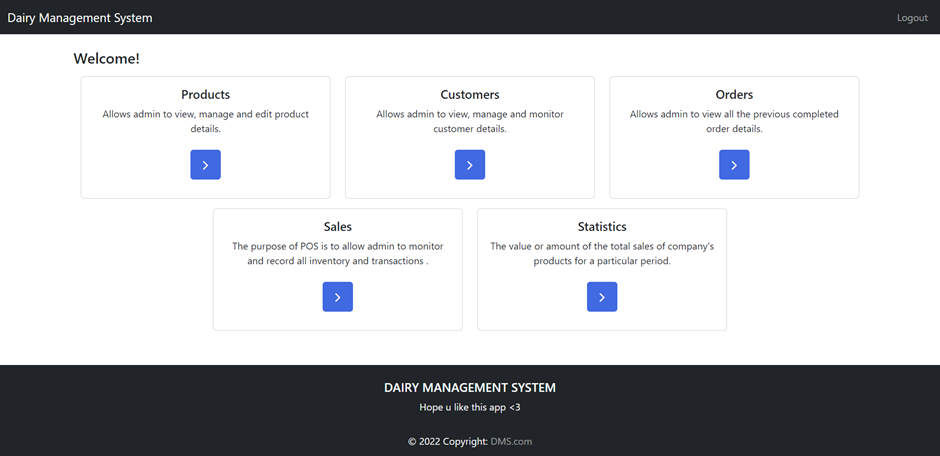 Dairy Management System
Logout
Welcome!
Products
Allows admin to view, manage and edit product
details.
Customers
Allows admin to view, manage and monitor
customer details.
Orders
Allows admin to view all the previous completed
order details.
Sales
The purpose of POS is to allow admin to monitor
and record all inventory and transactions .
Statistics
The value or amount of the total sales of company's
products for a particular period.
DAIRY MANAGEMENT SYSTEM
Hope u like this app <3
© 2022 Copyright: DMS.com